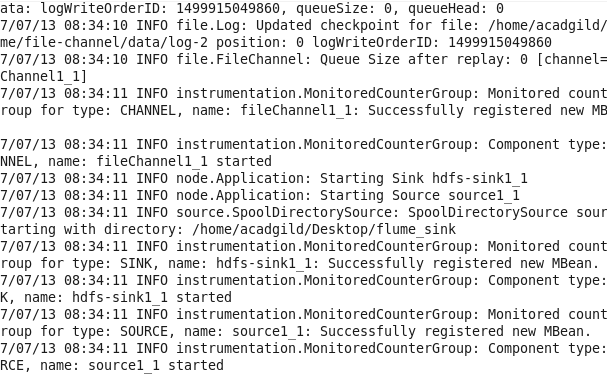 ata: logWriteOrderID: 1499915049860, queueSize: 0, queueHead: 0
7/07/13 08:34:10 INFO file.Log: Updated checkpoint for file: /home/acadgild/
me/file-channel/data/log-2 position: 0 logWriteOrderID: 1499915049860
7/07/13 08:34:10 INFO file.FileChannel: Queue Size after replay: 0 [channel=
Channel1_1]
7/07/13 08:34:11 INFO instrumentation.MonitoredCounterGroup: Monitored count
roup for type: CHANNEL, name: fileChannel1_1: Successfully registered new MB
7/07/13 08:34:11 INFO instrumentation.MonitoredCounterGroup: Component type:
NNEL, name: fileChannel1_1 started
7/07/13 08:34:11 INFO node.Application: Starting Sink hdfs-sink1_1
7/07/13 08:34:11 INFO node.Application: Starting Source source1_1
7/07/13 08:34:11 INFO source.SpoolDirectorySource: SpoolDirectorySource sour
tarting with directory: /home/acadgild/Desktop/flume_sink
7/07/13 08:34:11 INFO instrumentation.MonitoredCounterGroup: Monitored count
roup for type: SINK, name: hdfs-sink1_1: Successfully registered new MBean.
7/07/13 08:34:11 INFO instrumentation.MonitoredCounterGroup: Component type:
K, name: hdfs-sink1_1 started
7/07/13 08:34:11 INFO instrumentation.MonitoredCounterGroup: Monitored count
roup for type: SOURCE, name: source1_1: Successfully registered new MBean.
7/07/13 08:34:11 INFO instrumentation.MonitoredCounterGroup: Component type:
RCE, name: source1_1 started